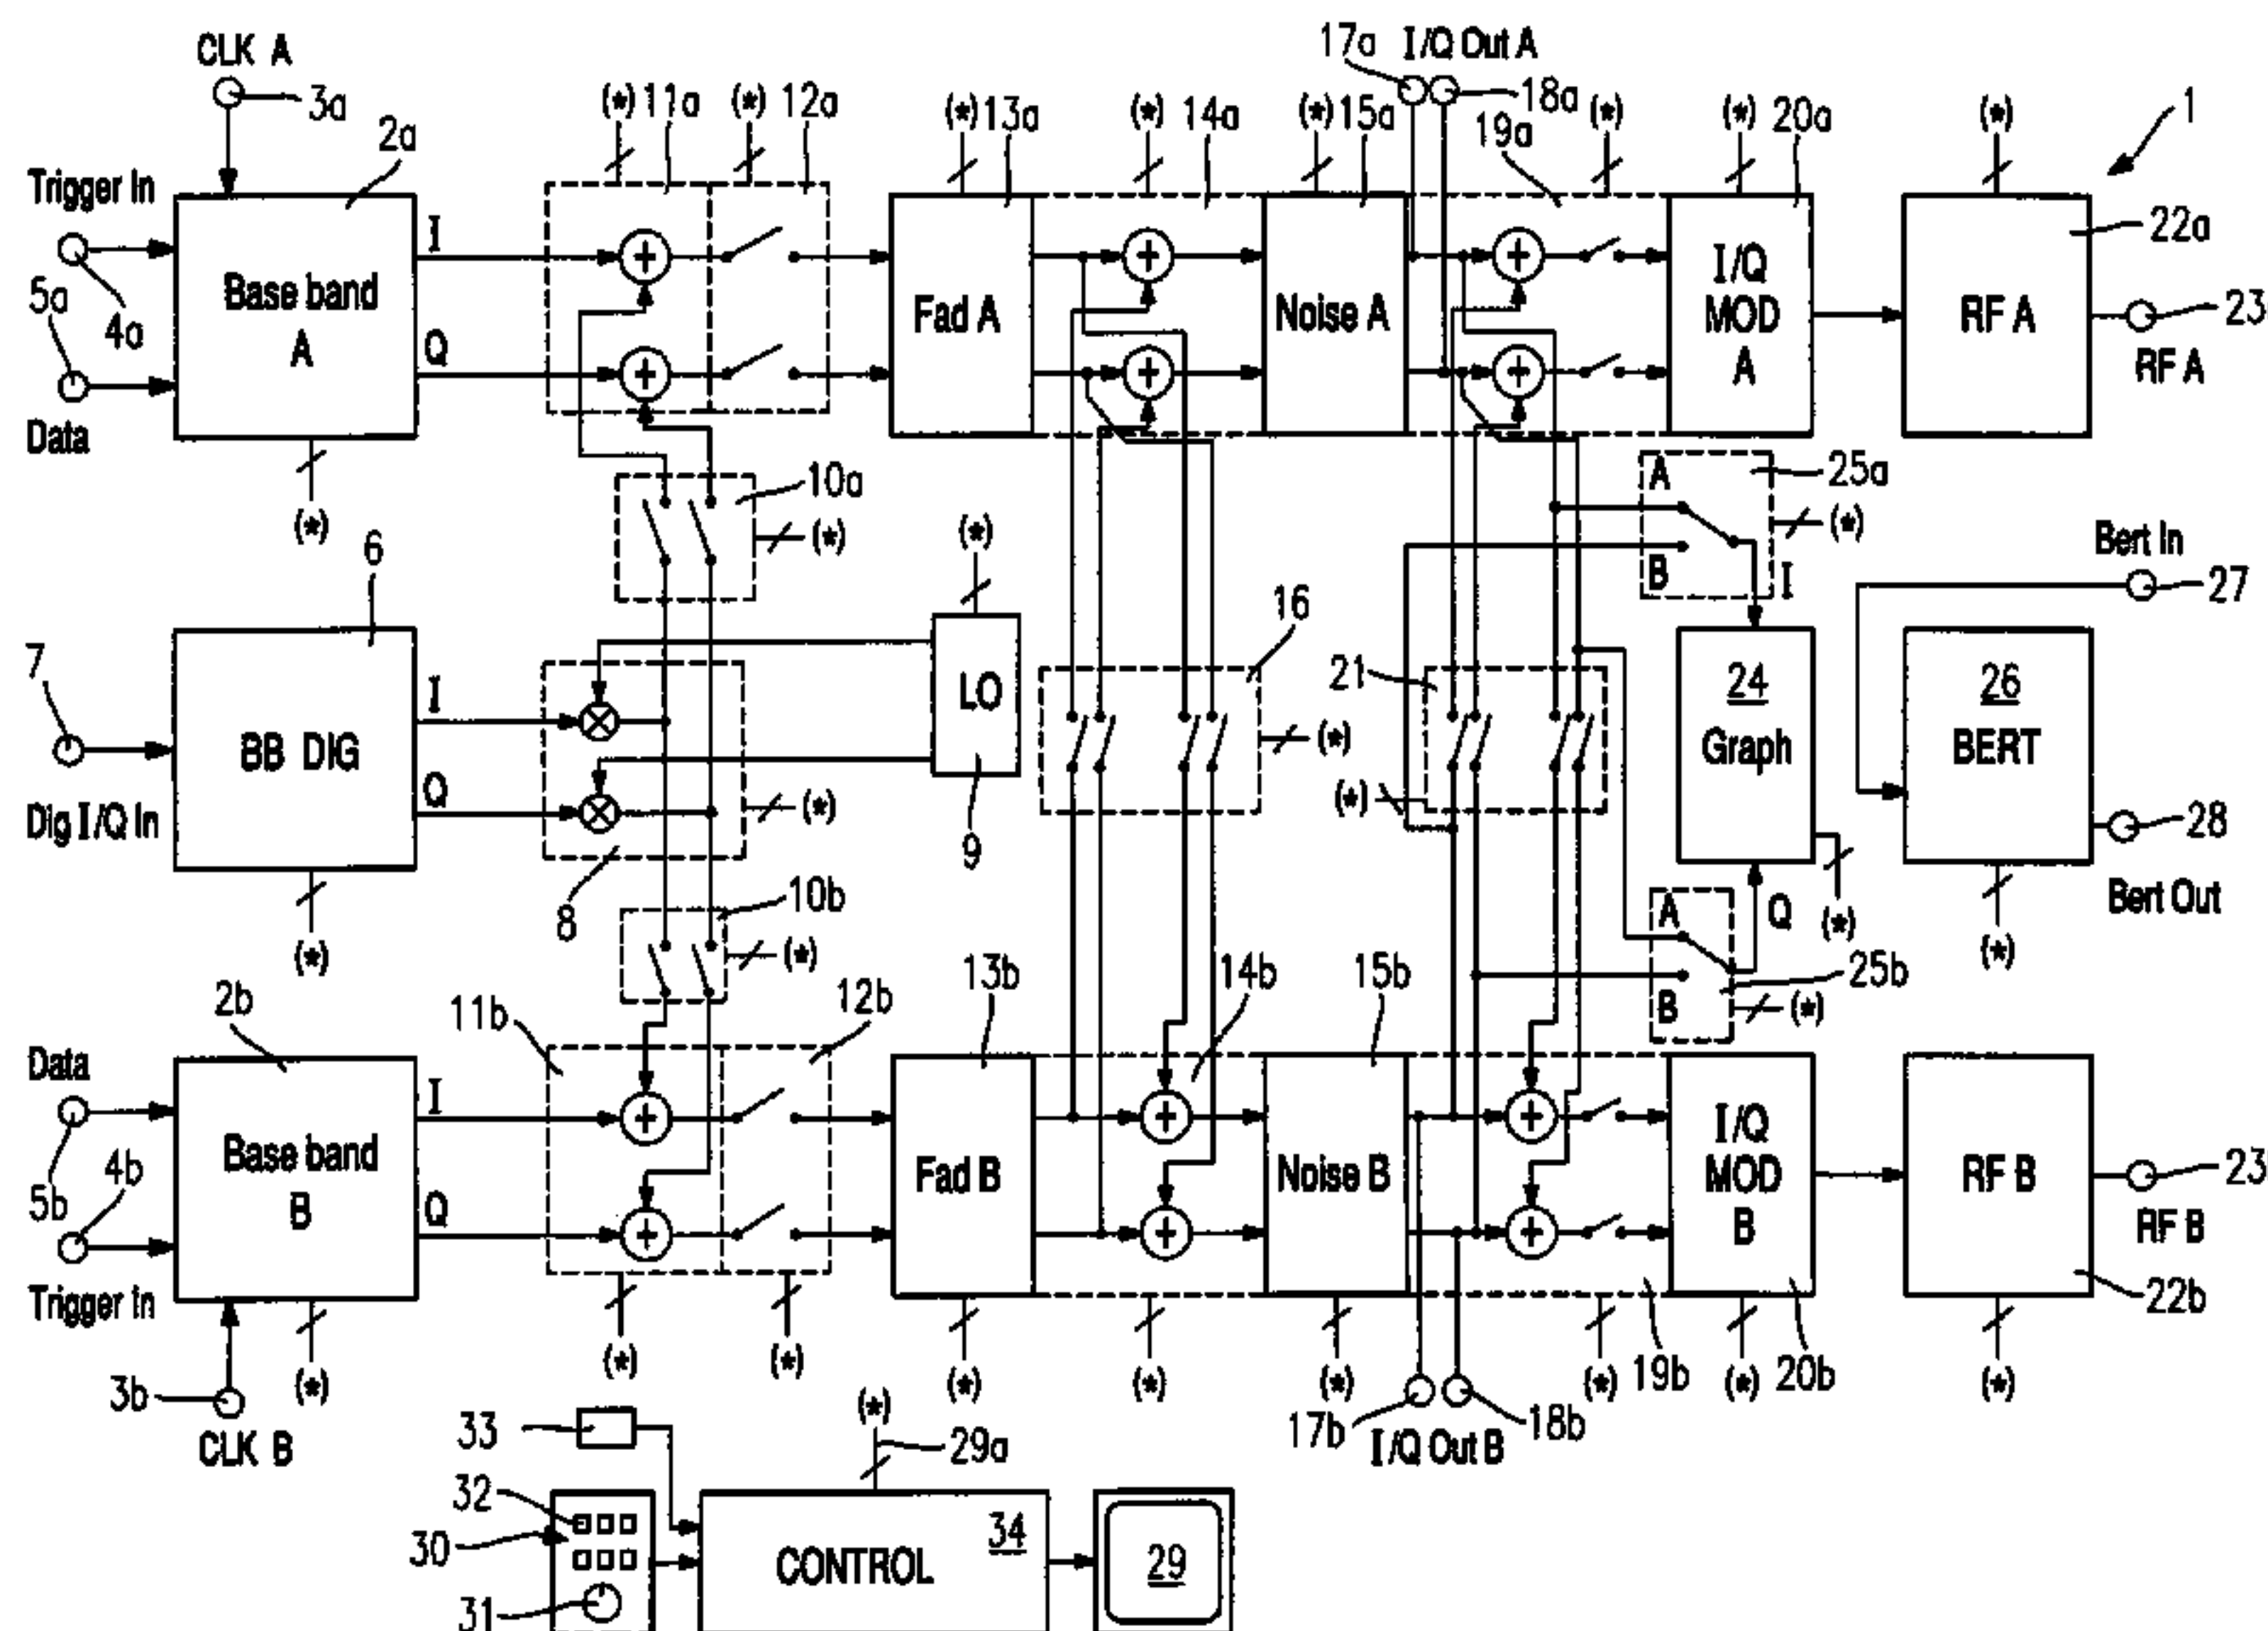 17a I/Q Out A
CLK A
3a
(*) 11a (*) 12a
(*) 13a (*) 14a (*) 15a 18a (*) (*) 20a (*) 1
19a
2a
Trigger In
I
22a
5a 4a
Base band A
Q
Fad A
Noise A
I/Q MOD A
RF A
23
RF A
Data
(*)
10a
(*)
(*)
A
B
I
25a
(*)
Bert In
27
6
16
7
I
BB DIG
Q
Dig I/Q In
LO
9
(*)
21
(*)
24
Graph
26
BERT
28
Bert Out
(*)
8
(*)
10b
(*)
A
B
Q
(*)
25b
(*)
(*)
2b
11b
12b
13b
14b
15b
Data
I
5b 4b
Base band B
Q
Fad B
Noise B
I/Q MOD B
RF B
23
RF B
Trigger In
22b
3b
(*)
(*)
(*)
(*)
(*)
(*)
(*)
19b
(*)
20b
(*)
CLK B
17b
18b
I/Q Out B
33
(*)
29a
32
30
31
CONTROL
34
29